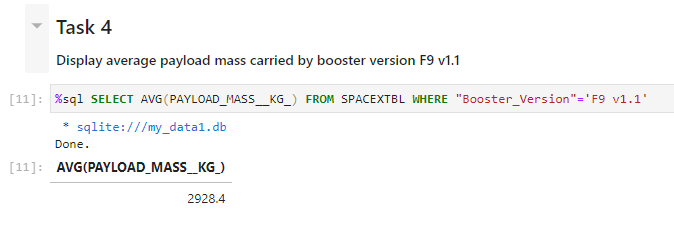 Task 4
Display average payload mass carried by booster version F9 v1.1
[11]: %sql SELECT AVG(PAYLOAD_MASS__KG_) FROM SPACEXTBL WHERE "Booster_Version"='F9 v1.1'
* sqlite:///my_data1.db
Done.
[11]: AVG(PAYLOAD_MASS__KG_)
2928.4